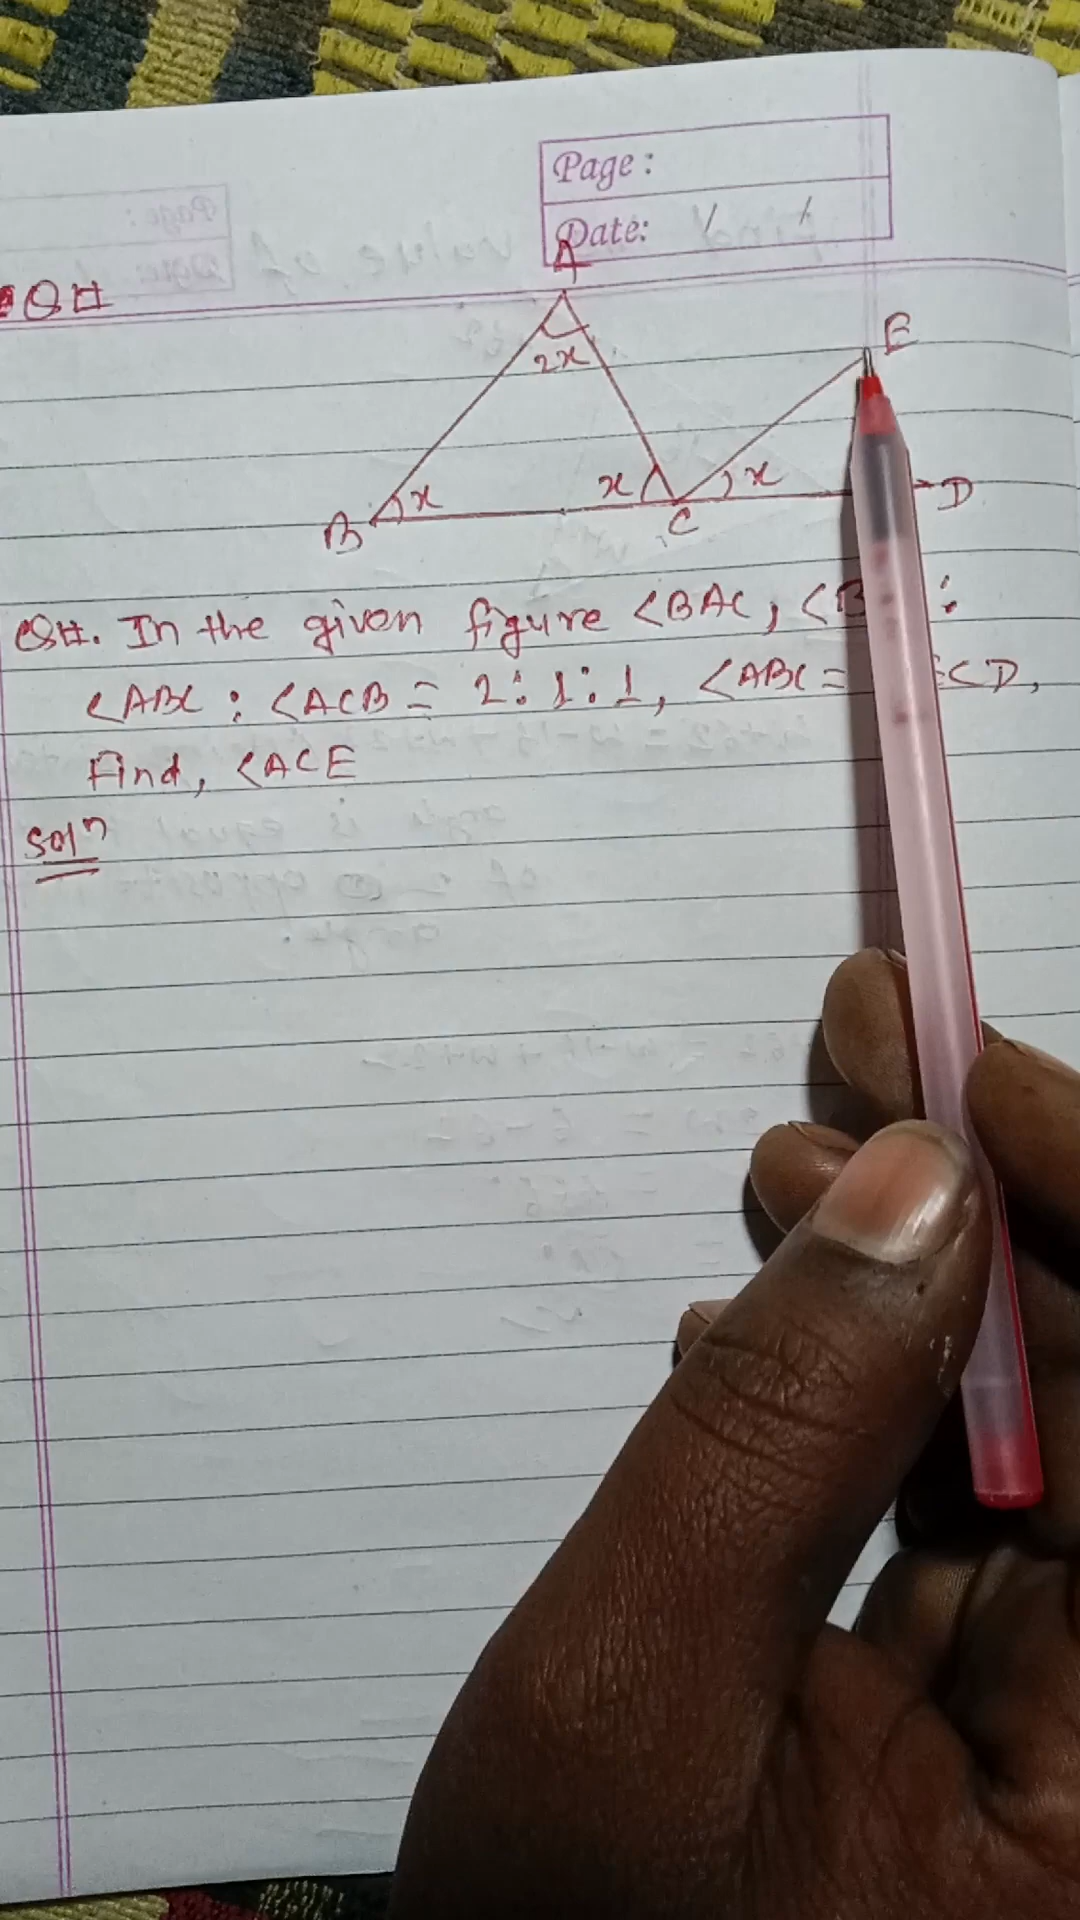 Page :
Date: / /
Q#
A
2x
E
x
x
x
B
C
D
Q#. In the given figure <BAC, <B :
<ABC : <ACB = 2:1:1, <ABC = <D,
Find, <ACE
Solⁿ